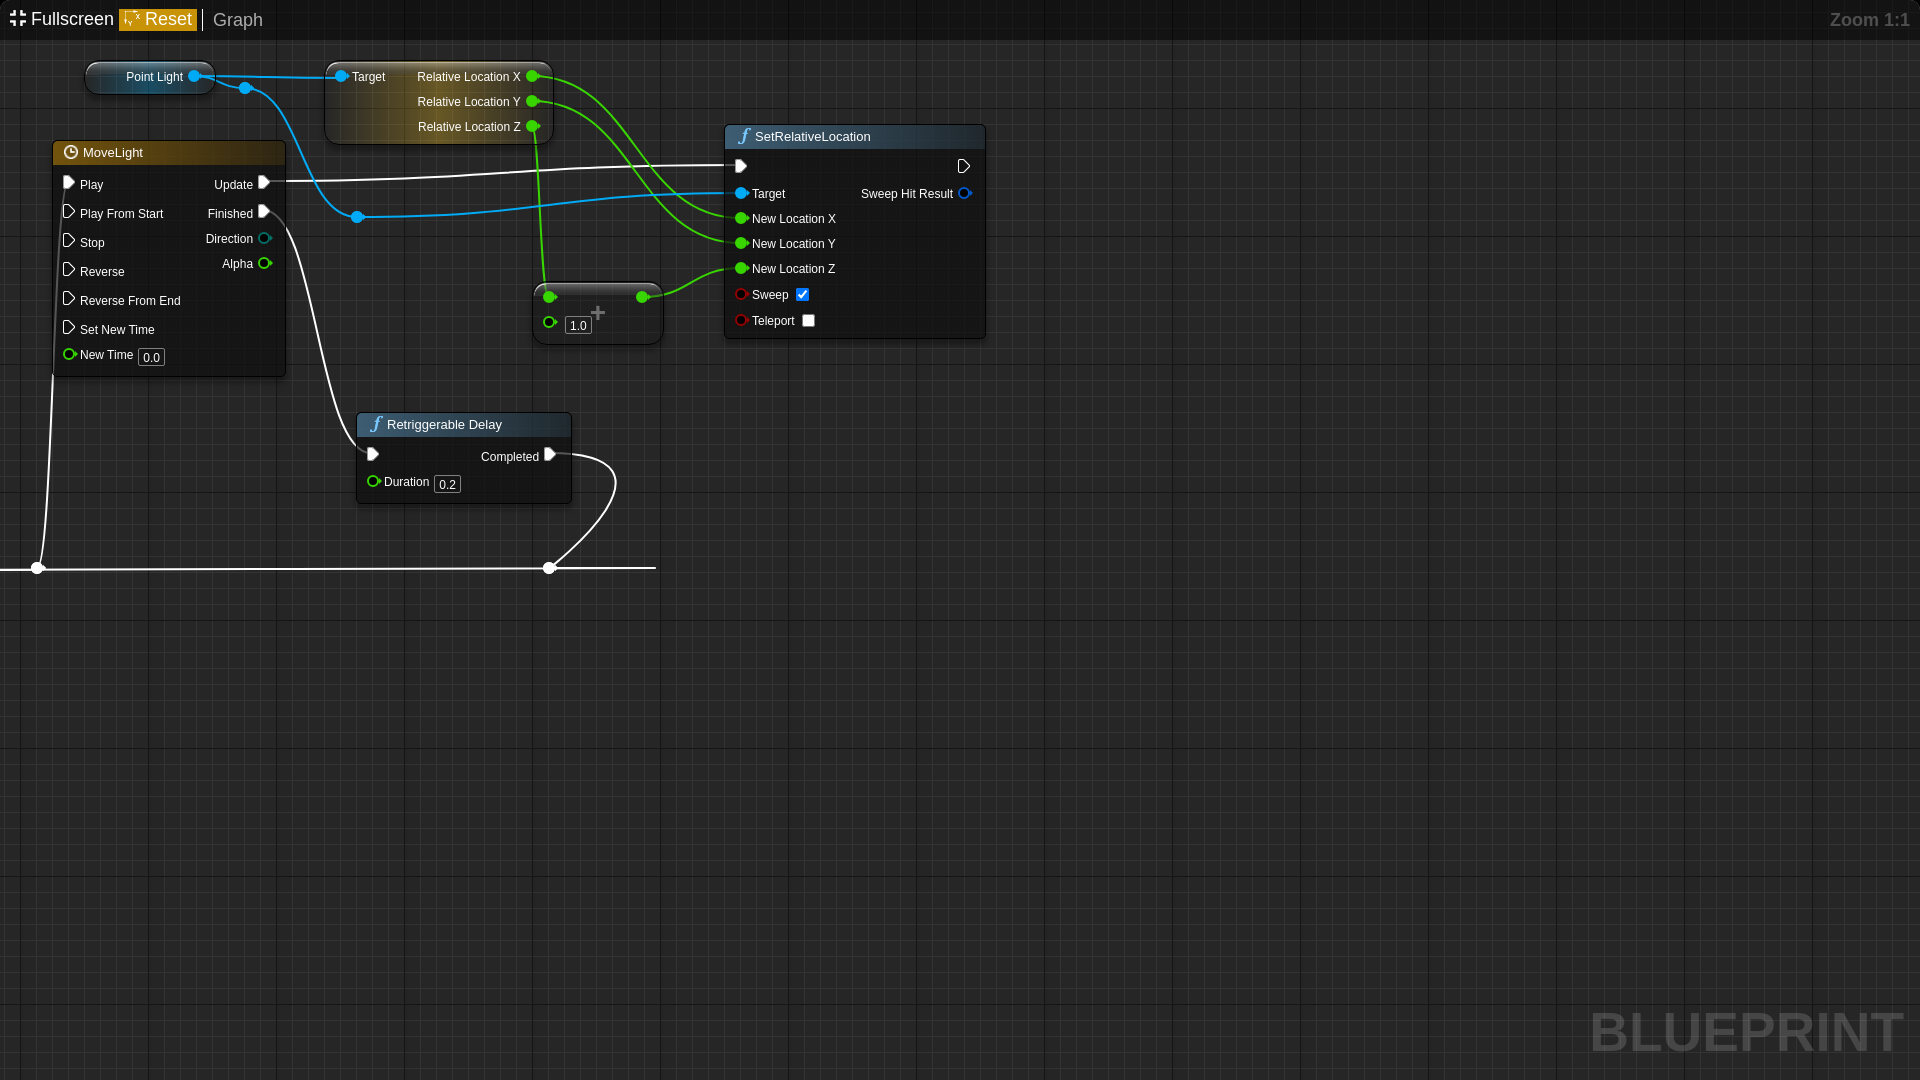 Fullscreen Reset Graph
Zoom 1:1
Point Light
Target Relative Location X
Relative Location Y
Relative Location Z
MoveLight
Play Update
Play From Start Finished
Stop Direction
Reverse Alpha
Reverse From End
Set New Time
New Time 0.0
SetRelativeLocation
Target Sweep Hit Result
New Location X
New Location Y
New Location Z
Sweep
Teleport
+
1.0
Retriggerable Delay
Completed
Duration 0.2
BLUEPRINT